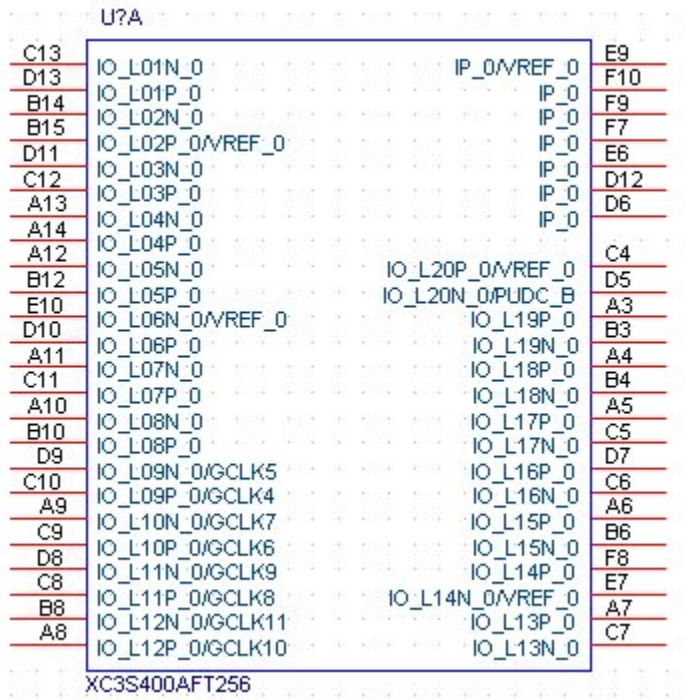 U?A
C13 IO_L01N_0 IP_0/VREF_0 E9
D13 IO_L01P_0 IP_0 F10
B14 IO_L02N_0 IP_0 F9
B15 IO_L02P_0/VREF_0 IP_0 F7
D11 IO_L03N_0 IP_0 E6
C12 IO_L03P_0 IP_0 D12
A13 IO_L04N_0 IP_0 D6
A14 IO_L04P_0
A12 IO_L05N_0 IO_L20P_0/VREF_0 C4
B12 IO_L05P_0 IO_L20N_0/PUDC_B D5
E10 IO_L06N_0/VREF_0 IO_L19P_0 A3
D10 IO_L06P_0 IO_L19N_0 B3
A11 IO_L07N_0 IO_L18P_0 A4
C11 IO_L07P_0 IO_L18N_0 B4
A10 IO_L08N_0 IO_L17P_0 A5
B10 IO_L08P_0 IO_L17N_0 C5
D9 IO_L09N_0/GCLK5 IO_L16P_0 D7
C10 IO_L09P_0/GCLK4 IO_L16N_0 C6
A9 IO_L10N_0/GCLK7 IO_L15P_0 A6
C9 IO_L10P_0/GCLK6 IO_L15N_0 B6
D8 IO_L11N_0/GCLK9 IO_L14P_0 F8
C8 IO_L11P_0/GCLK8 IO_L14N_0/VREF_0 E7
B8 IO_L12N_0/GCLK11 IO_L13P_0 A7
A8 IO_L12P_0/GCLK10 IO_L13N_0 C7
XC3S400AFT256